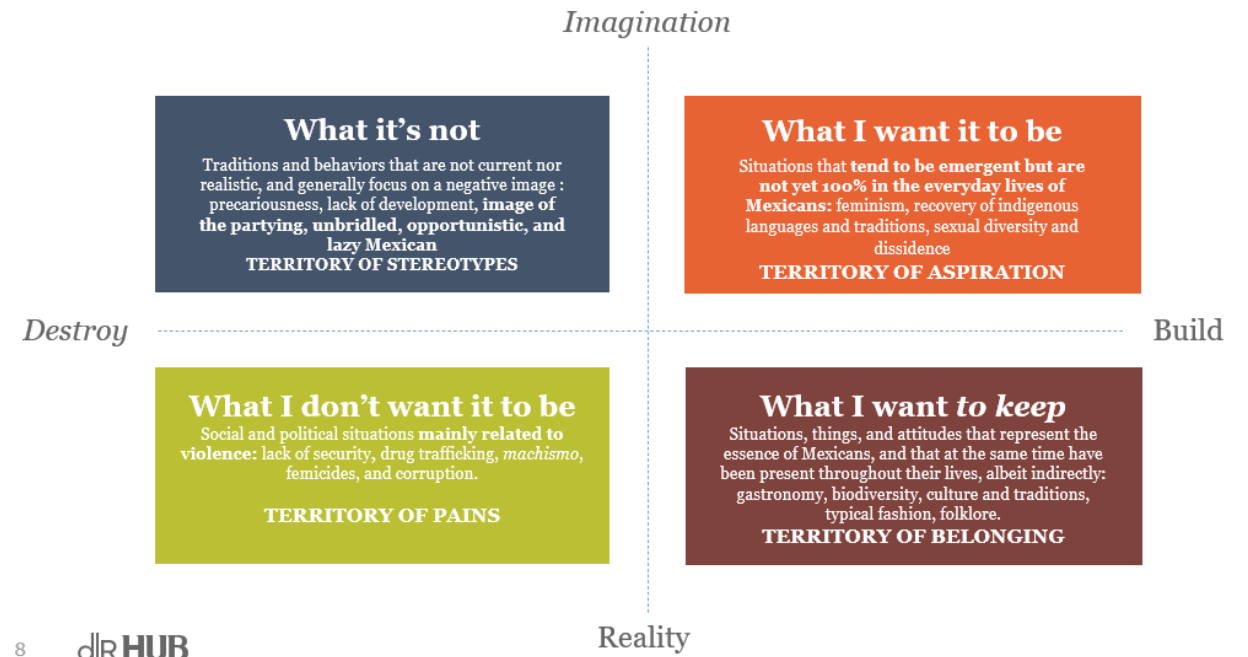 Imagination
What it's not
Traditions and behaviors that are not current nor
realistic, and generally focus on a negative image :
precariousness, lack of development, image of
the partying, unbridled, opportunistic, and
lazy Mexican
TERRITORY OF STEREOTYPES
What I want it to be
Situations that tend to be emergent but are
not yet 100% in the everyday lives of
Mexicans: feminism, recovery of indigenous
languages and traditions, sexual diversity and
dissidence
TERRITORY OF ASPIRATION
Destroy
Build
What I don't want it to be
Social and political situations mainly related to
violence: lack of security, drug trafficking, machismo,
femicides, and corruption.
TERRITORY OF PAINS
What I want to keep
Situations, things, and attitudes that represent the
essence of Mexicans, and that at the same time have
been present throughout their lives, albeit indirectly:
gastronomy, biodiversity, culture and traditions,
typical fashion, folklore.
TERRITORY OF BELONGING
Reality
8
dlR HUB